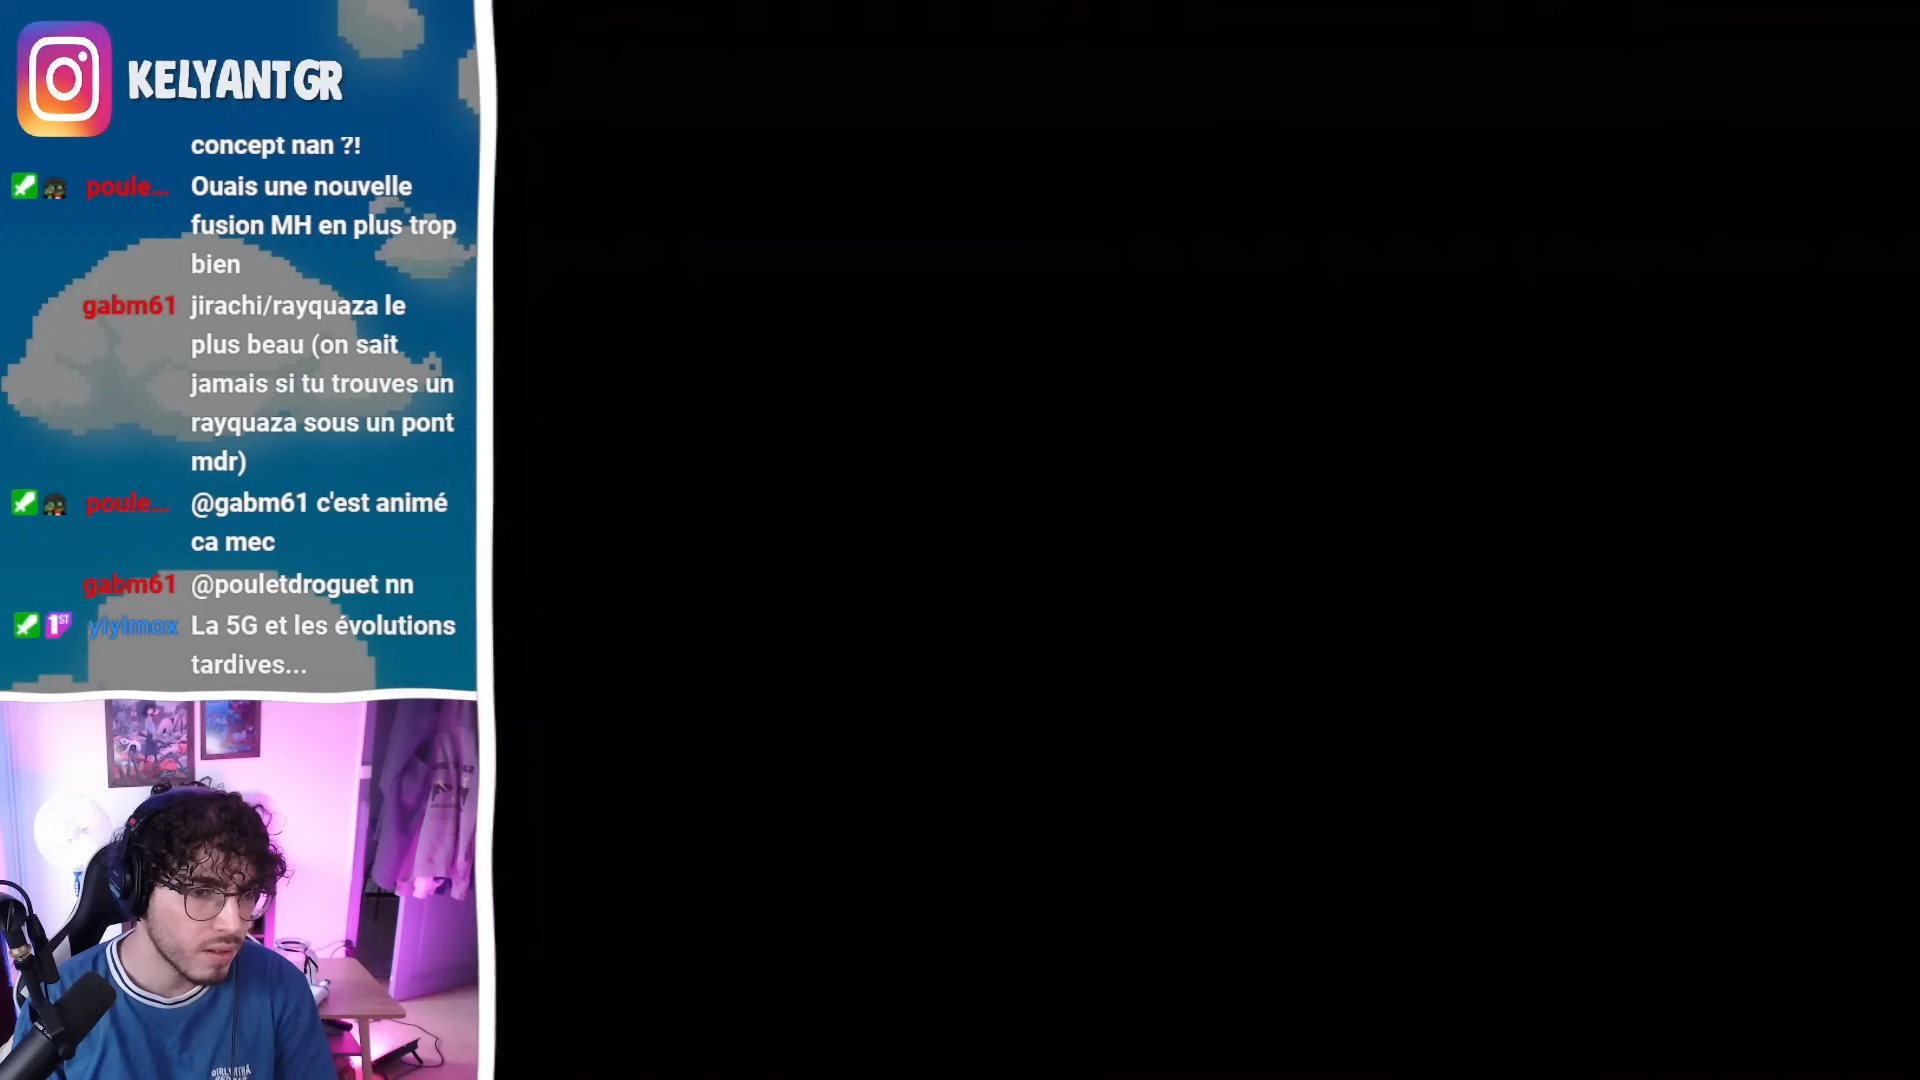 KELYANTGR
concept nan ?!
poule... Ouais une nouvelle
fusion MH en plus trop
bien
gabm61 jirachi/rayquaza le
plus beau (on sait
jamais si tu trouves un
rayquaza sous un pont
mdr)
poule... @gabm61 c'est animé
ca mec
gabm61 @pouletdroguet nn
1ST yiyimox La 5G et les évolutions
tardives...